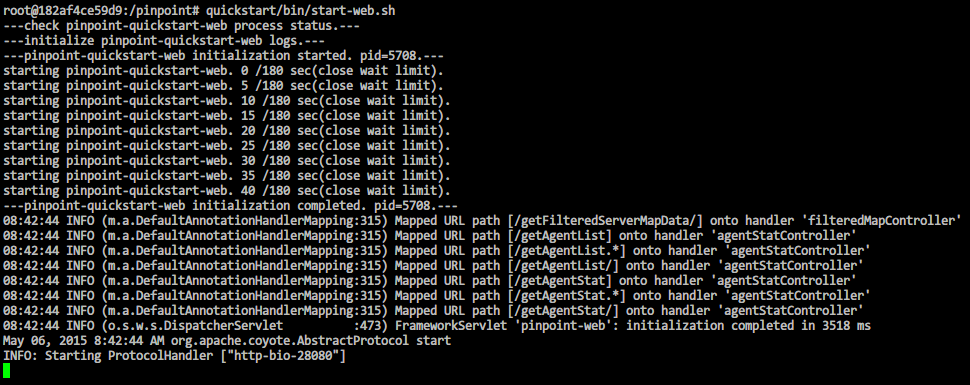 root@182af4ce59d9:/pinpoint# quickstart/bin/start-web.sh
---check pinpoint-quickstart-web process status.---
---initialize pinpoint-quickstart-web logs.---
---pinpoint-quickstart-web initialization started. pid=5708.---
starting pinpoint-quickstart-web. 0 /180 sec(close wait limit).
starting pinpoint-quickstart-web. 5 /180 sec(close wait limit).
starting pinpoint-quickstart-web. 10 /180 sec(close wait limit).
starting pinpoint-quickstart-web. 15 /180 sec(close wait limit).
starting pinpoint-quickstart-web. 20 /180 sec(close wait limit).
starting pinpoint-quickstart-web. 25 /180 sec(close wait limit).
starting pinpoint-quickstart-web. 30 /180 sec(close wait limit).
starting pinpoint-quickstart-web. 35 /180 sec(close wait limit).
starting pinpoint-quickstart-web. 40 /180 sec(close wait limit).
---pinpoint-quickstart-web initialization completed. pid=5708.---
08:42:44 INFO (m.a.DefaultAnnotationHandlerMapping:315) Mapped URL path [/getFilteredServerMapData/] onto handler 'filteredMapController'
08:42:44 INFO (m.a.DefaultAnnotationHandlerMapping:315) Mapped URL path [/getAgentList] onto handler 'agentStatController'
08:42:44 INFO (m.a.DefaultAnnotationHandlerMapping:315) Mapped URL path [/getAgentList.*] onto handler 'agentStatController'
08:42:44 INFO (m.a.DefaultAnnotationHandlerMapping:315) Mapped URL path [/getAgentList/] onto handler 'agentStatController'
08:42:44 INFO (m.a.DefaultAnnotationHandlerMapping:315) Mapped URL path [/getAgentStat] onto handler 'agentStatController'
08:42:44 INFO (m.a.DefaultAnnotationHandlerMapping:315) Mapped URL path [/getAgentStat.*] onto handler 'agentStatController'
08:42:44 INFO (m.a.DefaultAnnotationHandlerMapping:315) Mapped URL path [/getAgentStat/] onto handler 'agentStatController'
08:42:44 INFO (o.s.w.s.DispatcherServlet          :473) FrameworkServlet 'pinpoint-web': initialization completed in 3518 ms
May 06, 2015 8:42:44 AM org.apache.coyote.AbstractProtocol start
INFO: Starting ProtocolHandler ["http-bio-28080"]